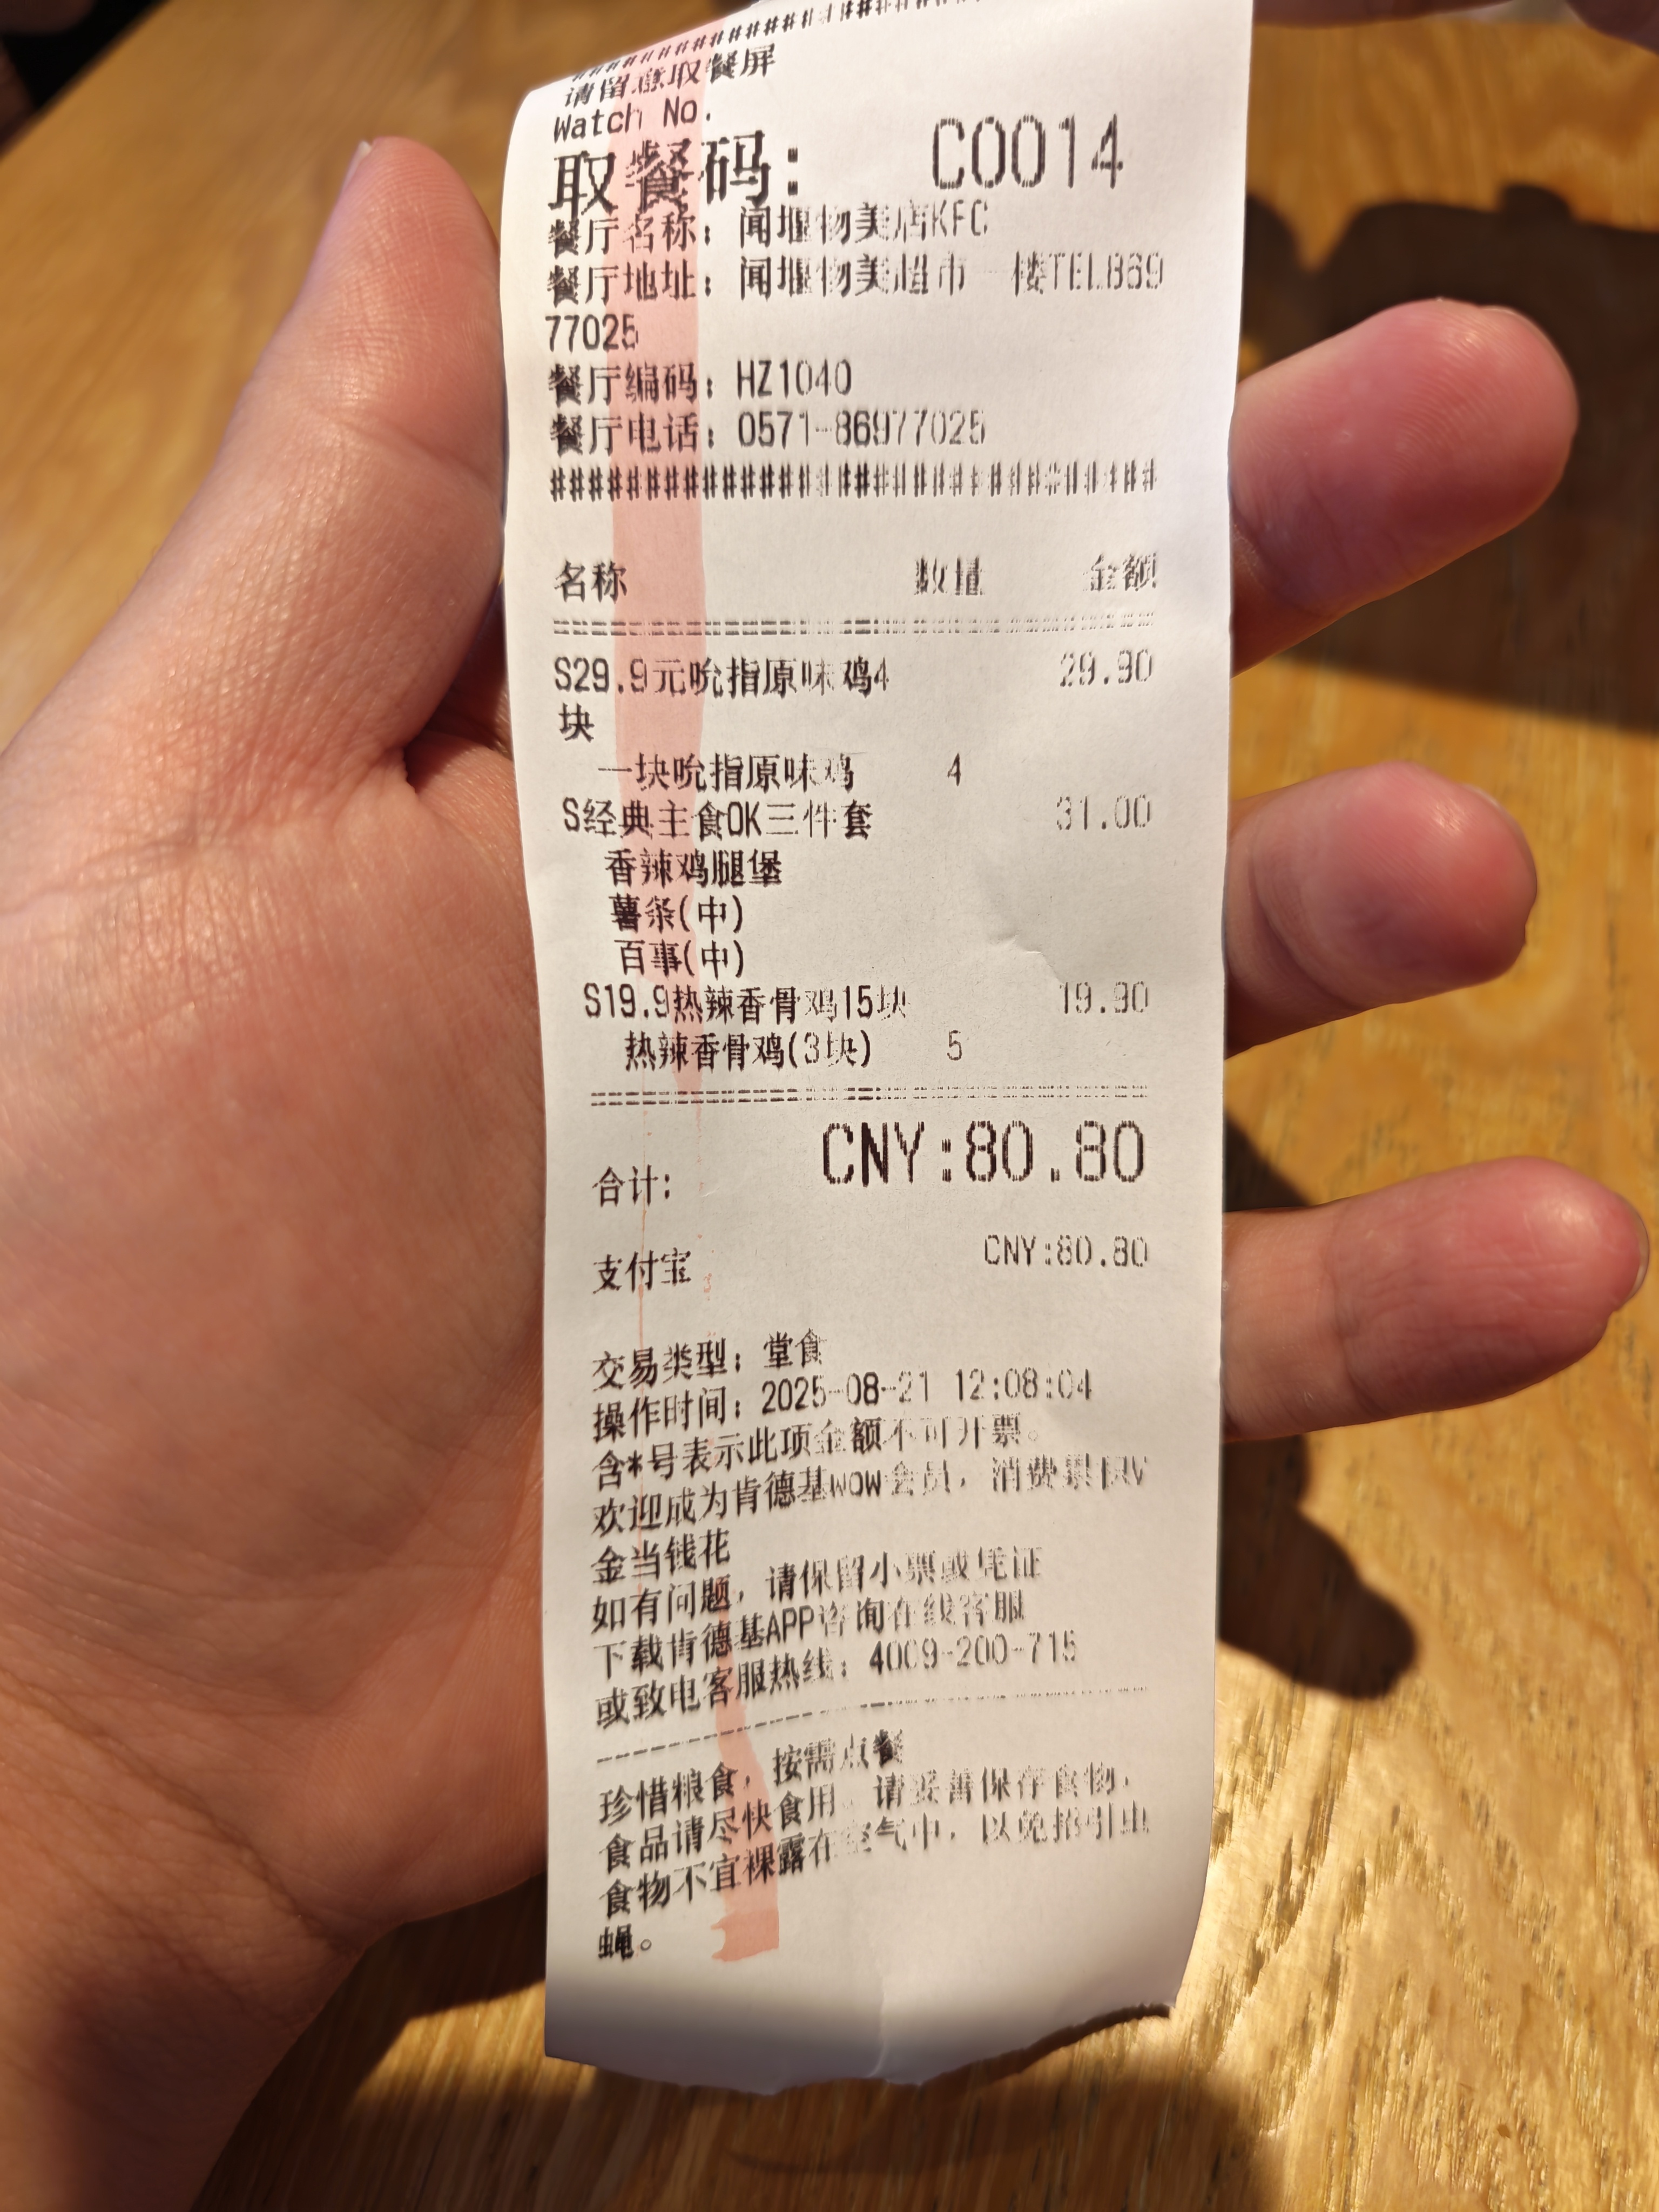 ##########################
请留意取餐屏
Watch No.
取餐码: C0014
餐厅名称: 闻堰物美店KFC
餐厅地址: 闻堰物美超市一楼TEL869
77025
餐厅编码: HZ1040
餐厅电话: 0571-86977025
#################################
名称 数量 金额
S29.9元吮指原味鸡4 29.90
块
一块吮指原味鸡 4
S经典主食OK三件套 31.00
香辣鸡腿堡
薯条(中)
百事(中)
S19.9热辣香骨鸡15块 19.90
热辣香骨鸡(3块) 5
合计: CNY:80.80
支付宝 CNY:80.80
交易类型: 堂食
操作时间: 2025-08-21 12:08:04
含*号表示此项金额不可开票。
欢迎成为肯德基WOW会员, 消费累积V
金当钱花
如有问题, 请保留小票或凭证
下载肯德基APP咨询在线客服
或致电客服热线: 4009-200-715
珍惜粮食, 按需点餐
食品请尽快食用, 请妥善保存食物,
食物不宜裸露在空气中, 以免招引虫
蝇。